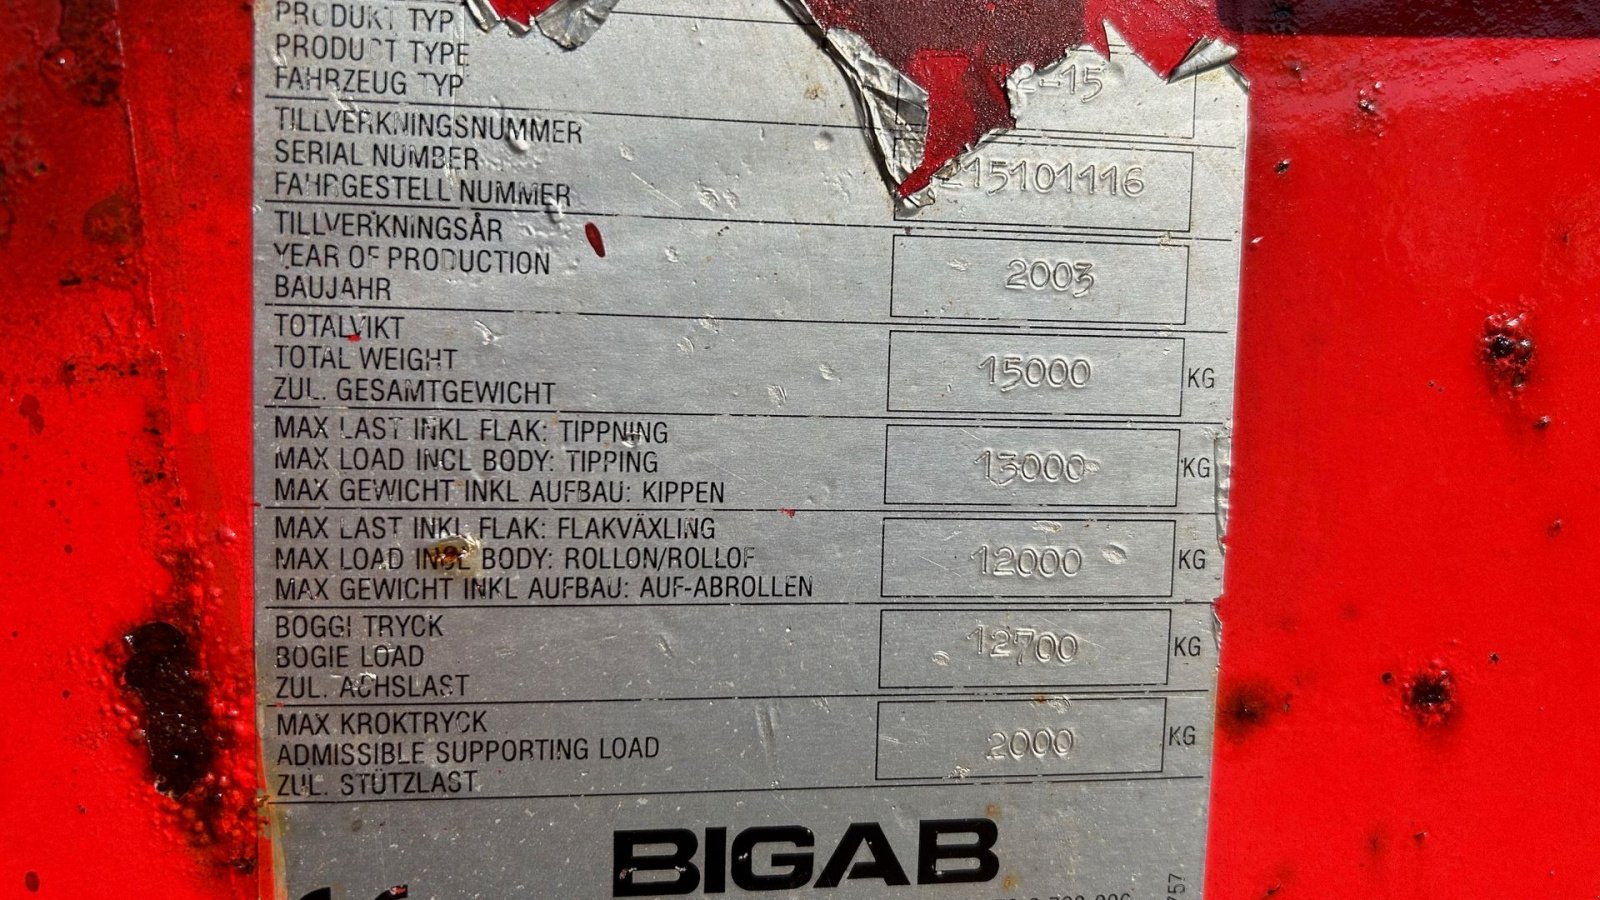 PRODUKT TYP
PRODUCT TYPE
FAHRZEUG TYP
2-15
TILLVERKNINGSNUMMER
SERIAL NUMBER
FAHRGESTELL NUMMER
215101116
TILLVERKNINGSÅR
YEAR OF PRODUCTION
BAUJAHR
2003
TOTALVIKT
TOTAL WEIGHT
ZUL. GESAMTGEWICHT
15000 KG
MAX LAST INKL FLAK: TIPPNING
MAX LOAD INCL BODY: TIPPING
MAX GEWICHT INKL AUFBAU: KIPPEN
13000 KG
MAX LAST INKL FLAK: FLAKVÄXLING
MAX LOAD INCL BODY: ROLLON/ROLLOF
MAX GEWICHT INKL AUFBAU: AUF-ABROLLEN
12000 KG
BOGGI TRYCK
BOGIE LOAD
ZUL. ACHSLAST
12700 KG
MAX KROKTRYCK
ADMISSIBLE SUPPORTING LOAD
ZUL. STÜTZLAST
2000 KG
BIGAB
757